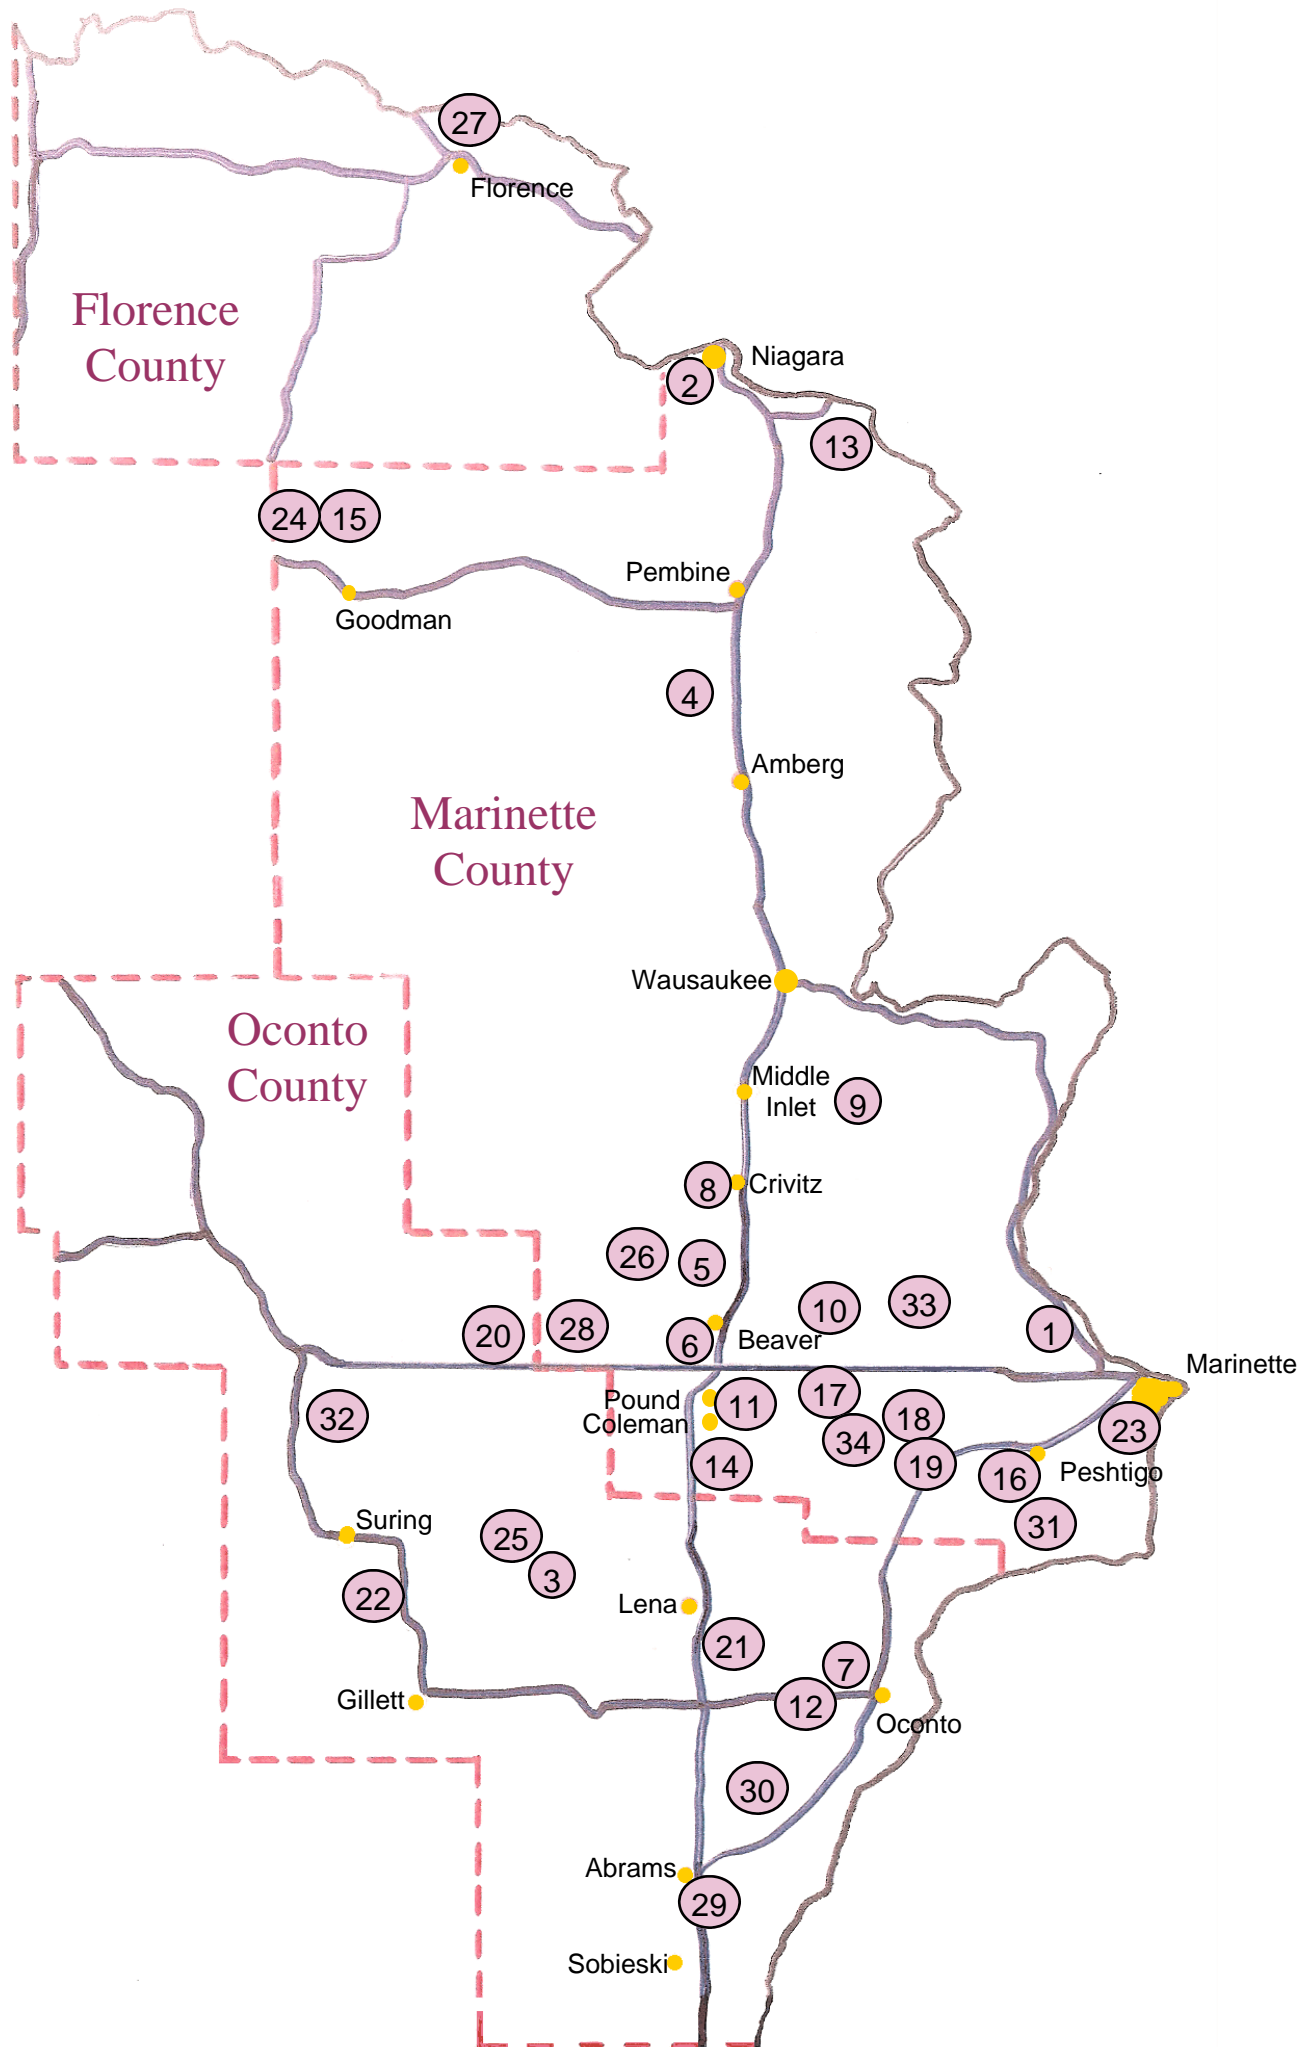 27
Florence
Florence
County
Niagara
2
13
24
15
Pembine
Goodman
4
Amberg
Marinette
County
Wausaukee
Oconto
County
Middle
Inlet
9
8
Crivitz
26
5
10
33
20
28
6
Beaver
1
Marinette
Pound
Coleman
11
17
32
18
23
34
14
19
16
Peshtigo
31
Suring
25
3
22
Lena
21
7
Gillett
12
Oconto
30
Abrams
29
Sobieski